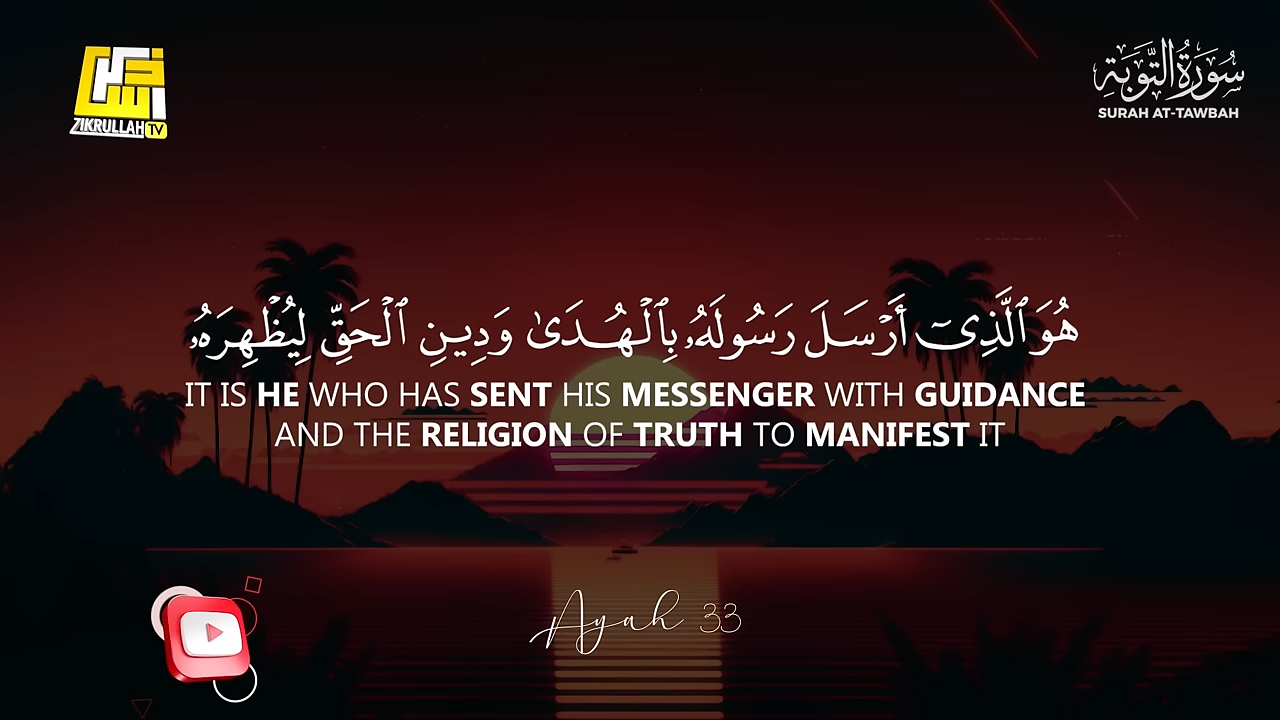 ZIKRULLAH TV
سُورَةُ التَّوْبَةِ
SURAH AT-TAWBAH
هُوَ ٱلَّذِىٓ أَرْسَلَ رَسُولَهُۥ بِٱلْهُدَىٰ وَدِينِ ٱلْحَقِّ لِيُظْهِرَهُۥ
IT IS HE WHO HAS SENT HIS MESSENGER WITH GUIDANCE
AND THE RELIGION OF TRUTH TO MANIFEST IT
Ayah 33